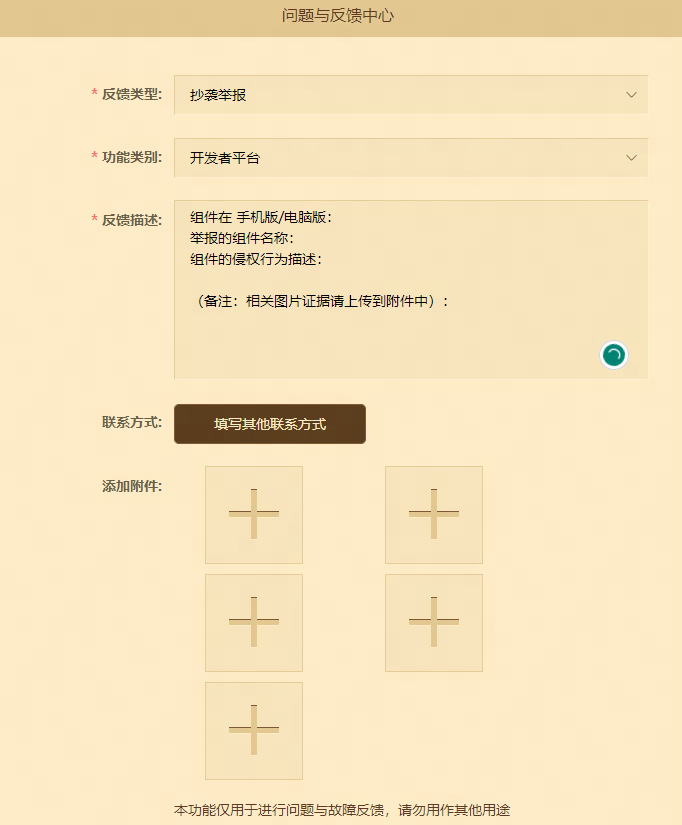 问题与反馈中心
* 反馈类型: 抄袭举报
* 功能类别: 开发者平台
* 反馈描述: 组件在 手机版/电脑版：
举报的组件名称：
组件的侵权行为描述：
（备注：相关图片证据请上传到附件中）：
联系方式: 填写其他联系方式
添加附件:
本功能仅用于进行问题与故障反馈，请勿用作其他用途